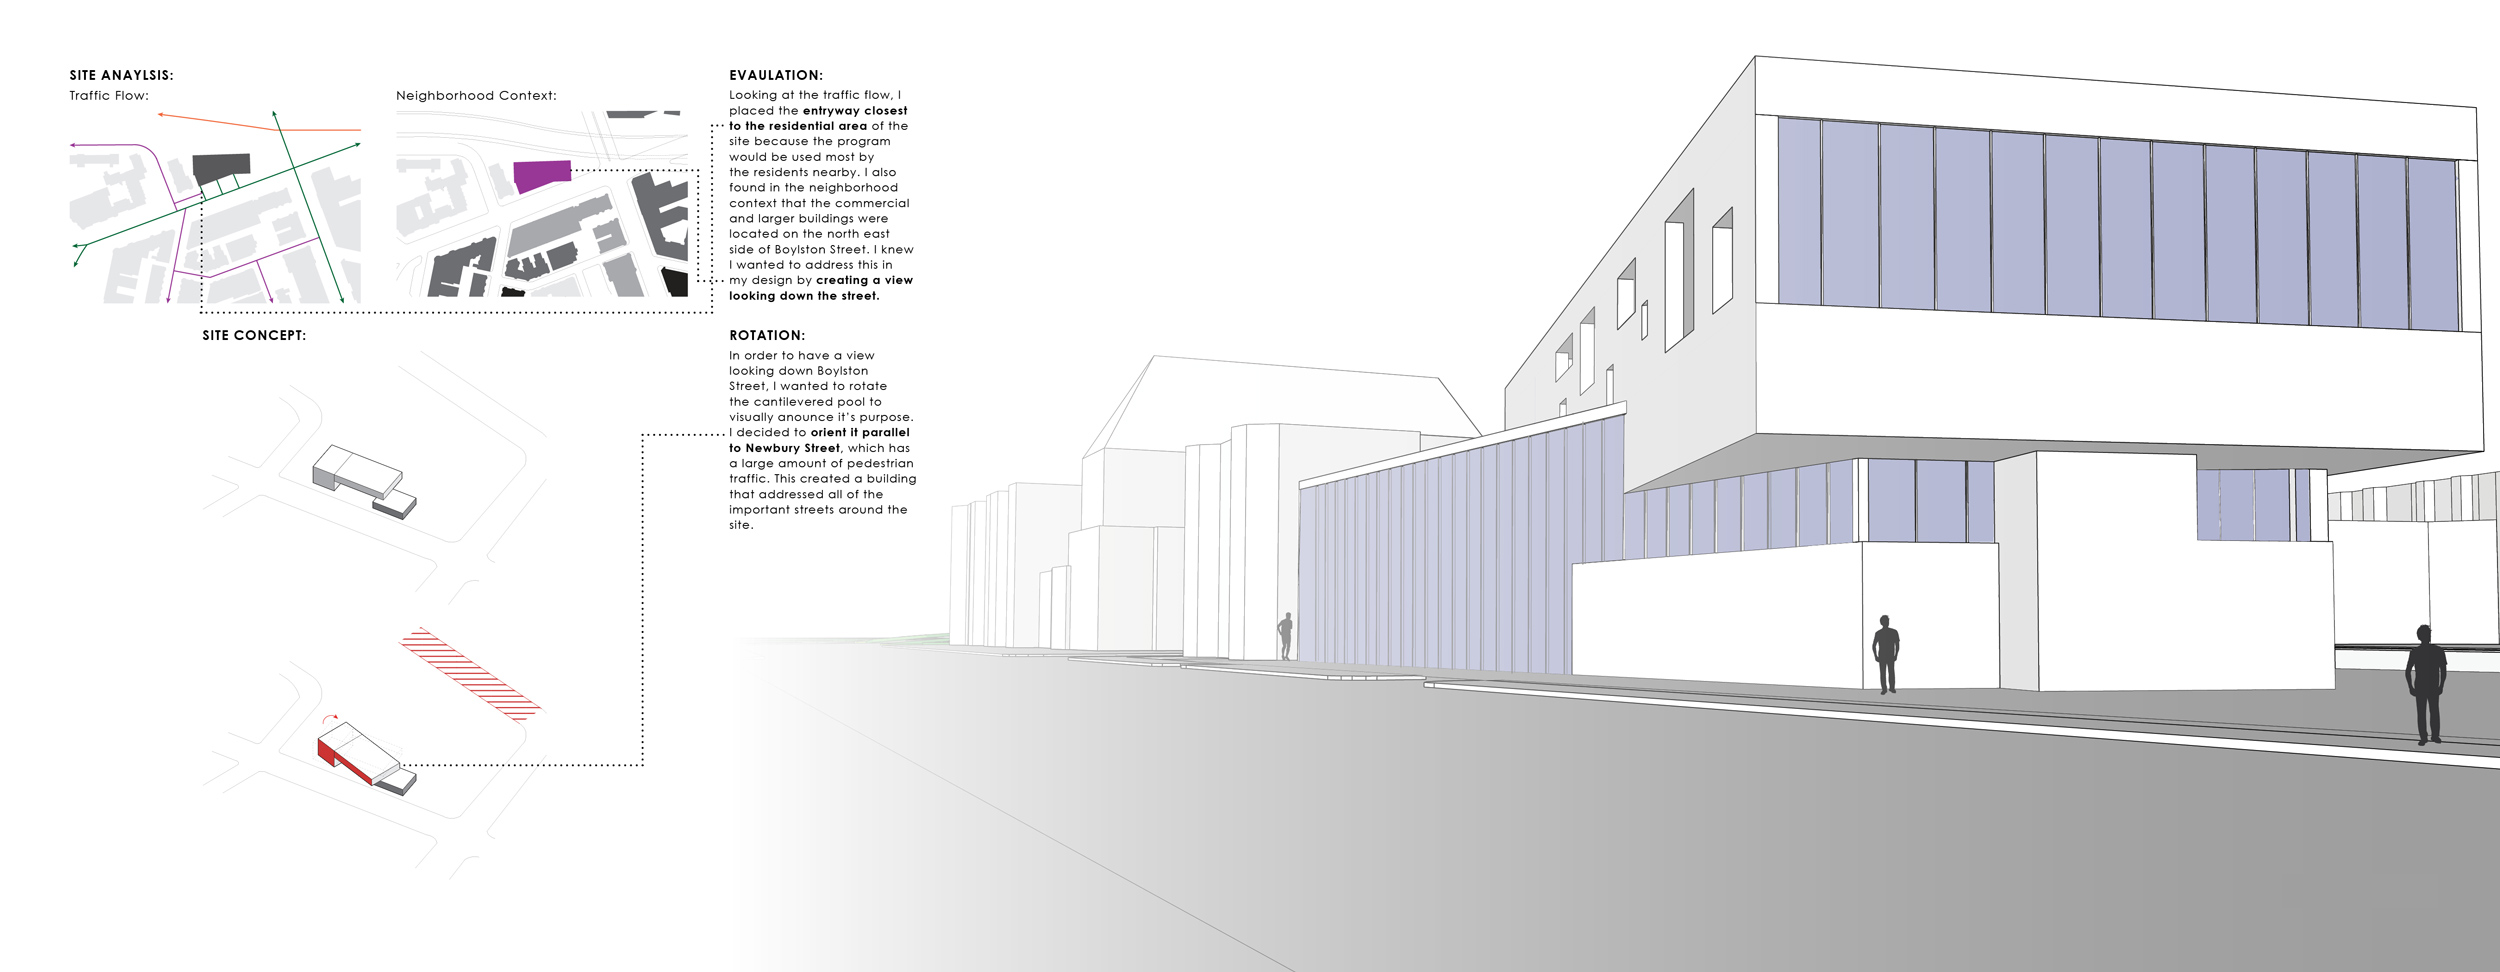 SITE ANAYLSIS:
Traffic Flow:
Neighborhood Context:
EVAULATION:
Looking at the traffic flow, I
placed the entryway closest
to the residential area of the
site because the program
would be used most by
the residents nearby. I also
found in the neighborhood
context that the commercial
and larger buildings were
located on the north east
side of Boylston Street. I knew
I wanted to address this in
my design by creating a view
looking down the street.
SITE CONCEPT:
ROTATION:
In order to have a view
looking down Boylston
Street, I wanted to rotate
the cantilevered pool to
visually anounce it's purpose.
I decided to orient it parallel
to Newbury Street, which has
a large amount of pedestrian
traffic. This created a building
that addressed all of the
important streets around the
site.